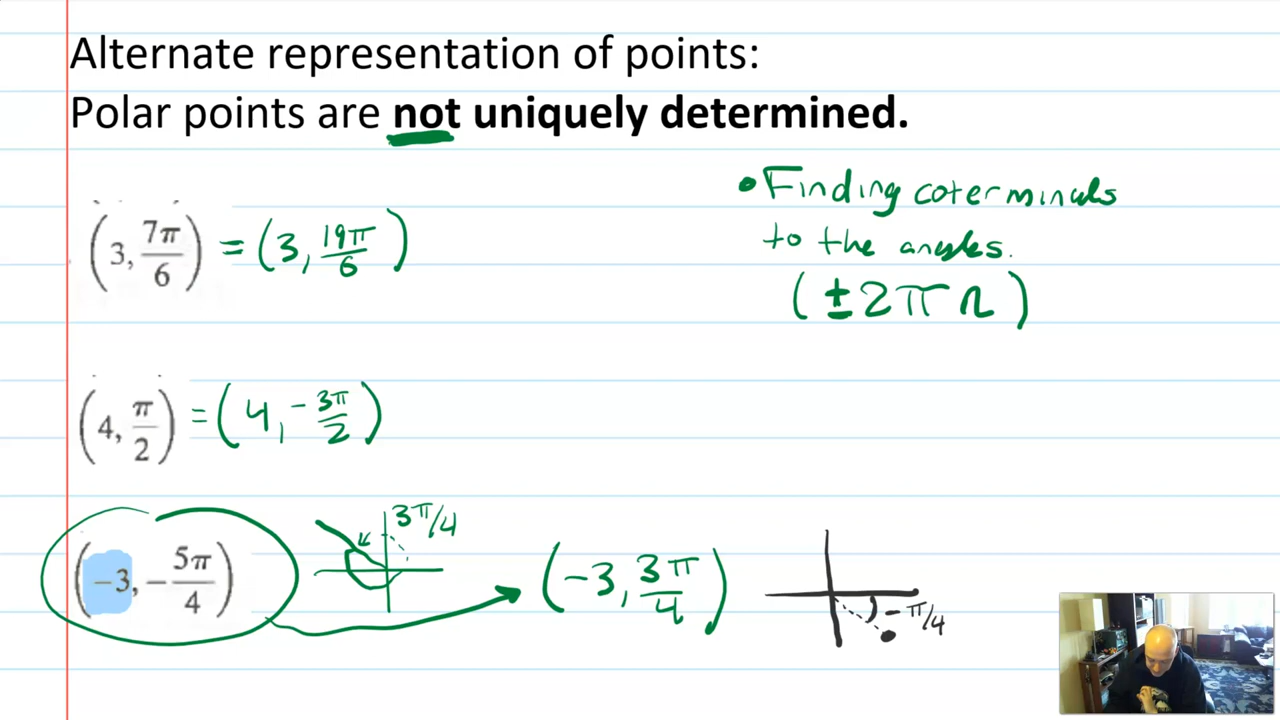 Alternate representation of points:
Polar points are not uniquely determined.
• Finding coterminals
to the angles.
(±2πn)
(3, 7π/6) = (3, 19π/6)
(4, π/2) = (4, -3π/2)
(-3, -5π/4)
3π/4
(-3, 3π/4)
-π/4